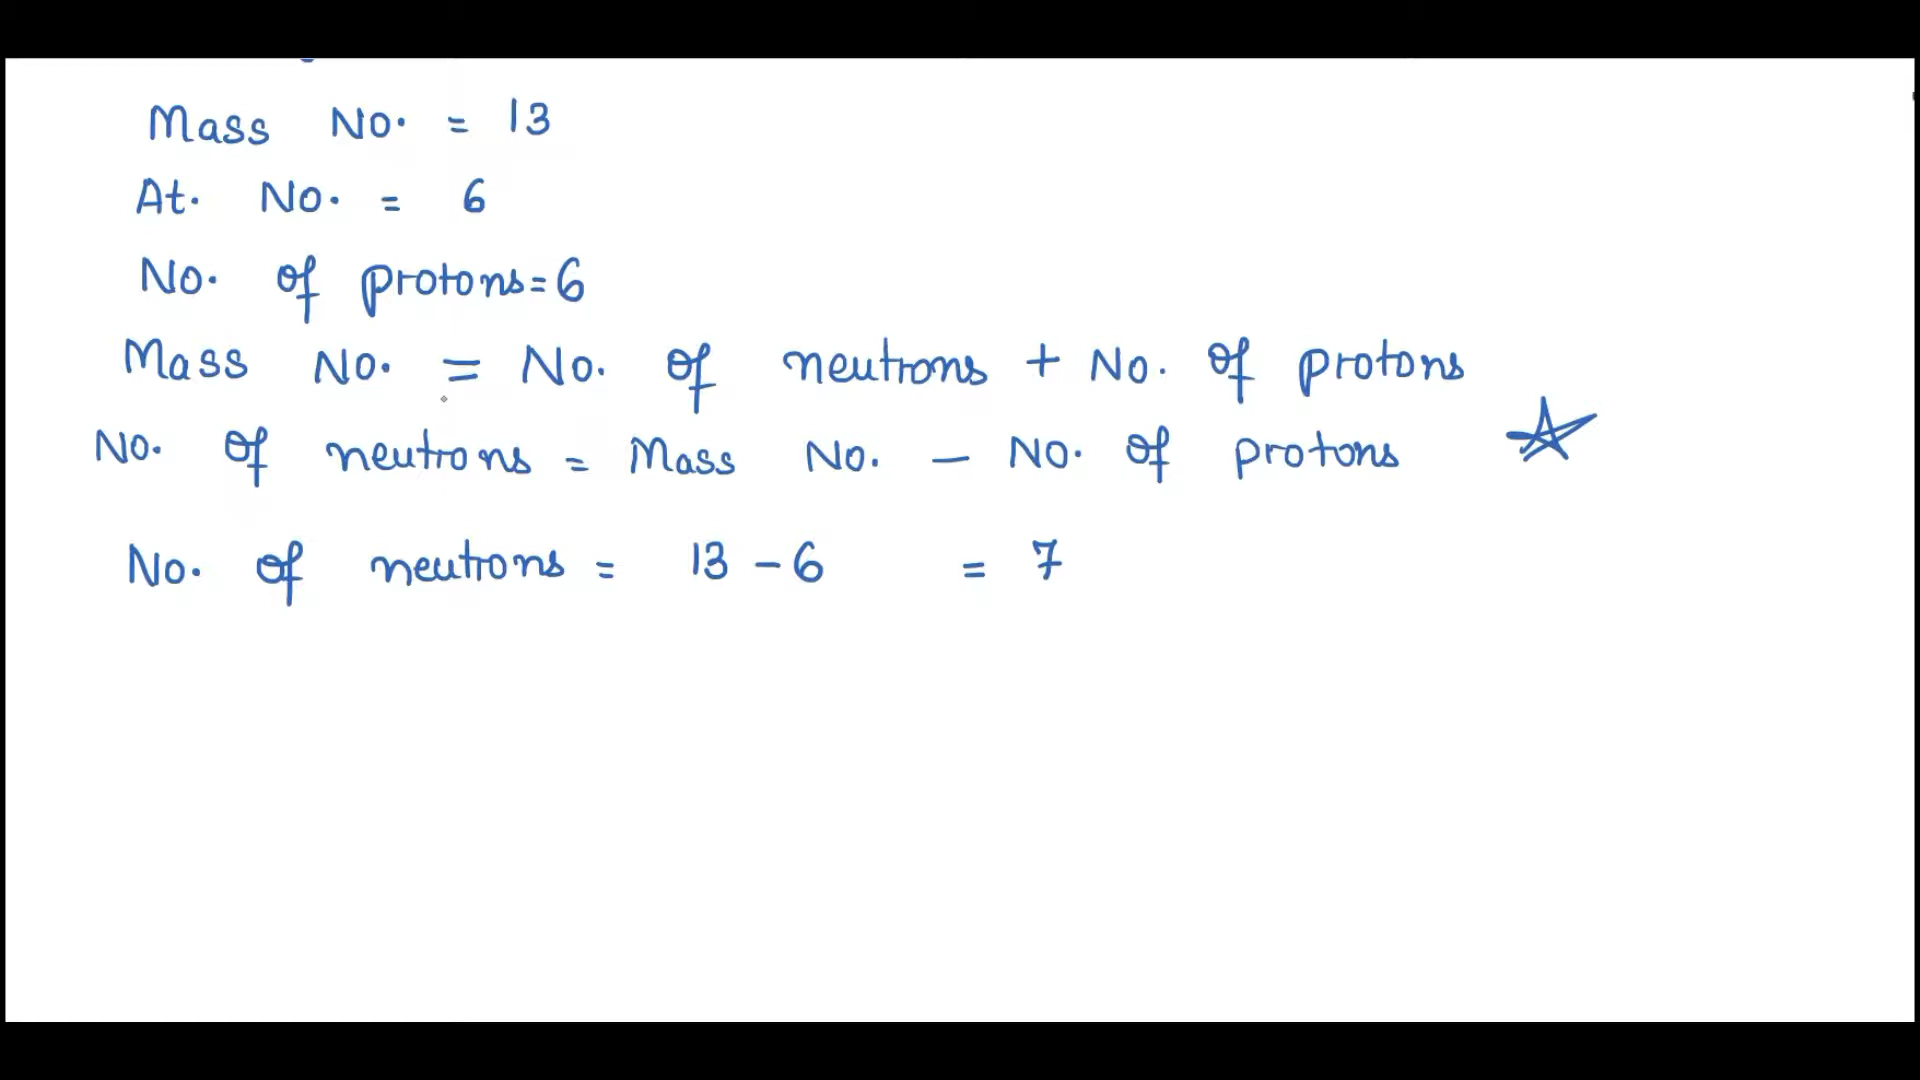 Mass No. = 13
At. No. = 6
No. of protons = 6
Mass No. = No. of neutrons + No. of protons
No. of neutrons = Mass No. - No. of protons
No. of neutrons = 13 - 6 = 7